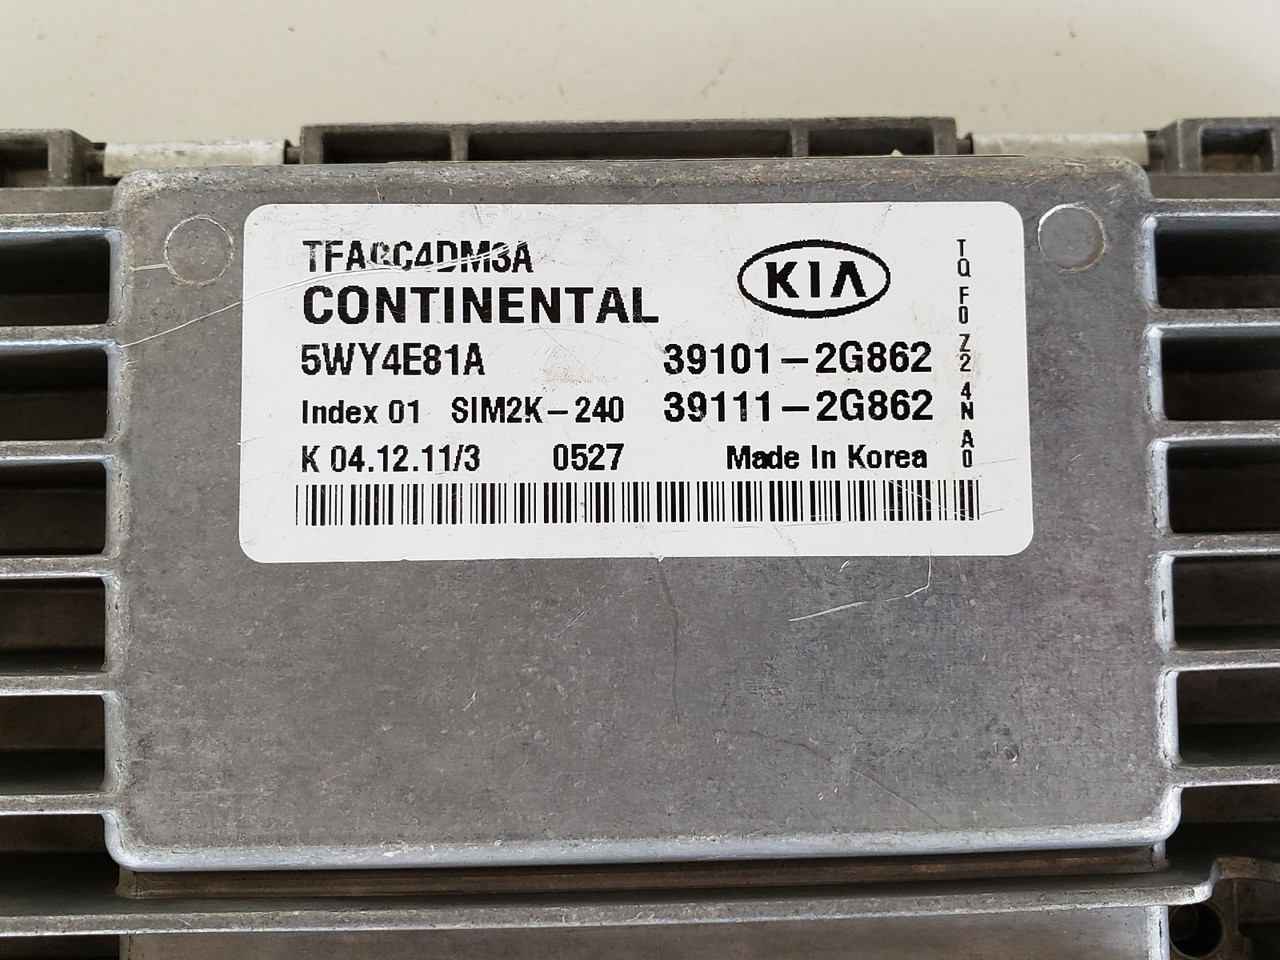 TFAGC4DM3A
KIA
CONTINENTAL
5WY4E81A 39101-2G862
Index 01 SIM2K-240 39111-2G862
K 04.12.11/3 0527 Made In Korea
TQ F0 Z2 4N A0